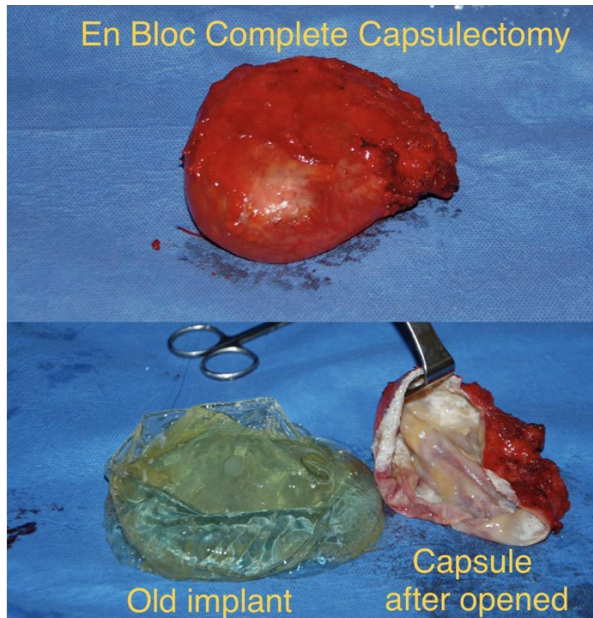 En Bloc Complete Capsulectomy
Old implant
Capsule
after opened